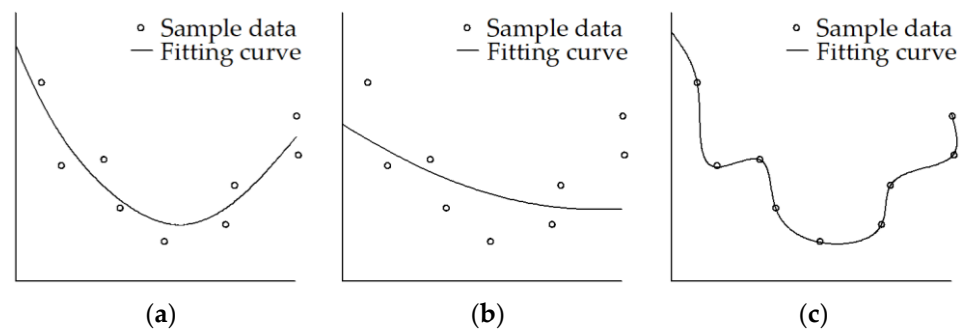 Sample data
Fitting curve
Sample data
Fitting curve
Sample data
Fitting curve
(a)
(b)
(c)